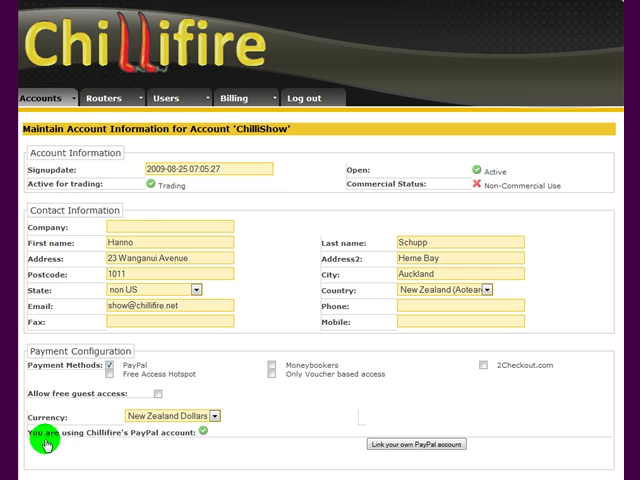 Chillifire
Accounts Routers Users Billing Log out
Maintain Account Information for Account 'ChilliShow'
Account Information
Signupdate: 2009-08-25 07:05:27 Open: Active
Active for trading: Trading Commercial Status: Non-Commercial Use
Contact Information
Company:
First name: Hanno Last name: Schupp
Address: 23 Wanganui Avenue Address2: Herne Bay
Postcode: 1011 City: Auckland
State: non US Country: New Zealand (Aotear
Email: show@chillifire.net Phone:
Fax: Mobile:
Payment Configuration
Payment Methods: PayPal Moneybookers 2Checkout.com
Free Access Hotspot Only Voucher based access
Allow free guest access:
Currency: New Zealand Dollars
You are using Chillifire's PayPal account:
Link your own PayPal account